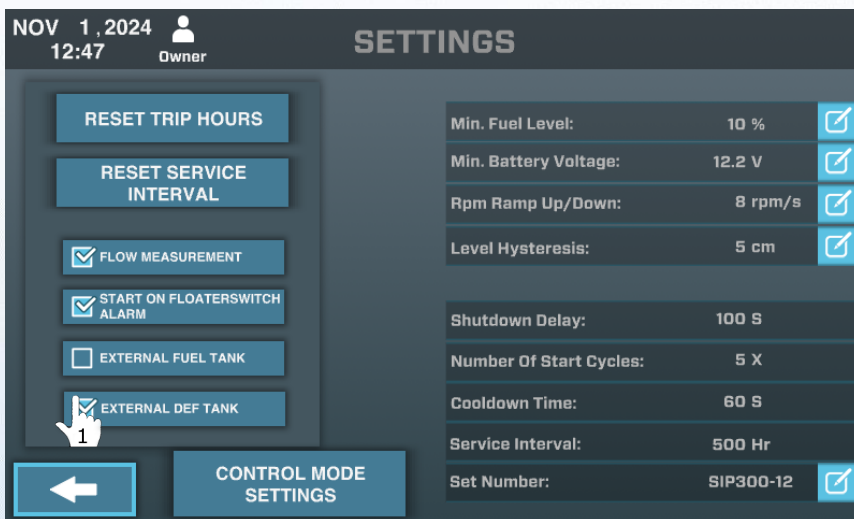 NOV 1,2024
12:47
Owner
SETTINGS
RESET TRIP HOURS
RESET SERVICE
INTERVAL
FLOW MEASUREMENT
START ON FLOATERSWITCH
ALARM
EXTERNAL FUEL TANK
EXTERNAL DEF TANK
1
CONTROL MODE
SETTINGS
Min. Fuel Level: 10 %
Min. Battery Voltage: 12.2 V
Rpm Ramp Up/Down: 8 rpm/s
Level Hysteresis: 5 cm
Shutdown Delay: 100 S
Number Of Start Cycles: 5 X
Cooldown Time: 60 S
Service Interval: 500 Hr
Set Number: SIP300-12